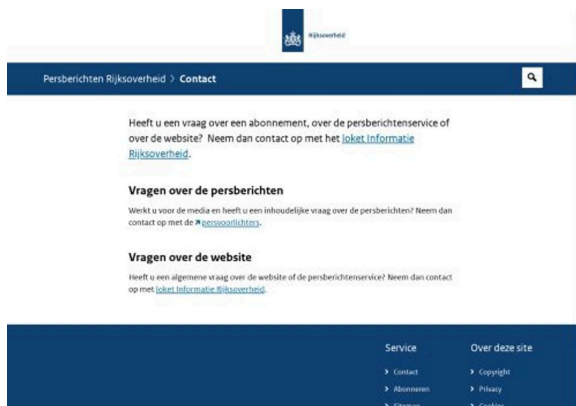 Rijksoverheid
Persberichten Rijksoverheid > Contact
Heeft u een vraag over een abonnement, over de persberichtenservice of
over de website? Neem dan contact op met het loket Informatie
Rijksoverheid.
Vragen over de persberichten
Werkt u voor de media en heeft u een inhoudelijke vraag over de persberichten? Neem dan
contact op met de persvoorlichters.
Vragen over de website
Heeft u een algemene vraag over de website of de persberichtenservice? Neem dan contact
op met loket Informatie Rijksoverheid.
Service
Over deze site
Contact
Copyright
Abonneren
Privacy
Sitemap
Cookies